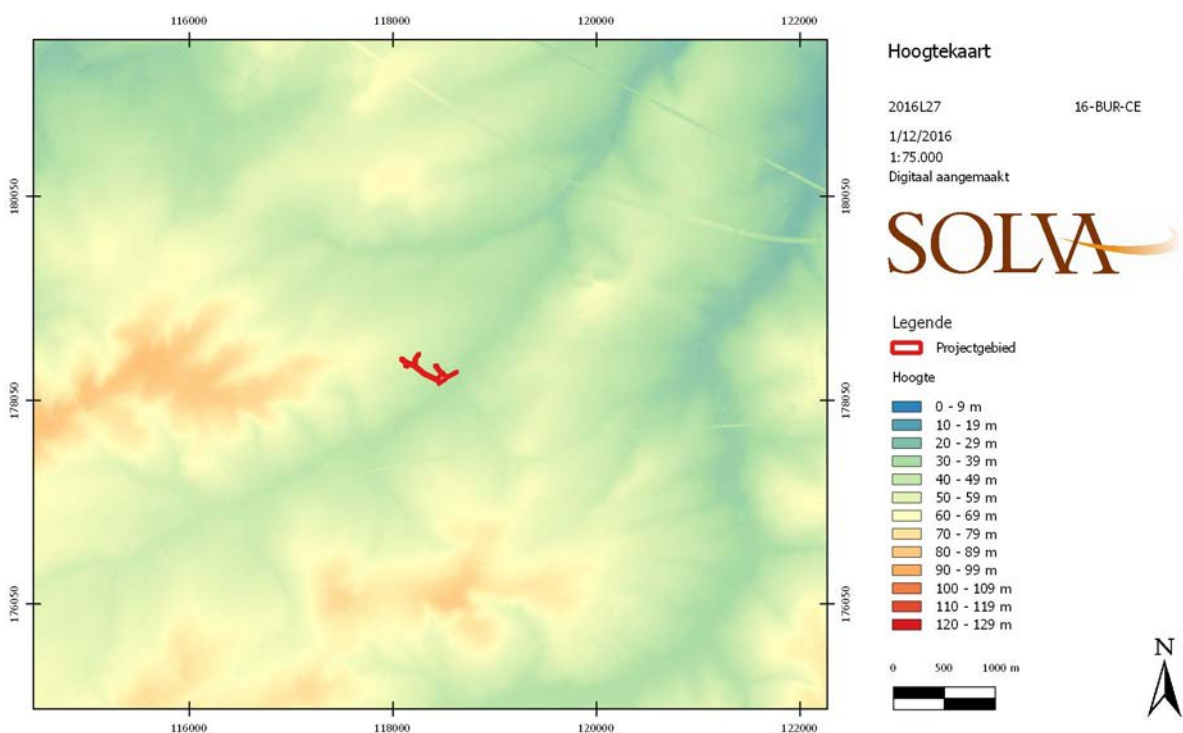 116000 118000 120000 122000
180050 180050
178050 178050
176050 176050
116000 118000 120000 122000
Hoogtekaart
2016L27 16-BUR-CE
1/12/2016
1:75.000
Digitaal aangemaakt
SOLVA
Legende
Projectgebied
Hoogte
0 - 9 m
10 - 19 m
20 - 29 m
30 - 39 m
40 - 49 m
50 - 59 m
60 - 69 m
70 - 79 m
80 - 89 m
90 - 99 m
100 - 109 m
110 - 119 m
120 - 129 m
0 500 1000 m
N